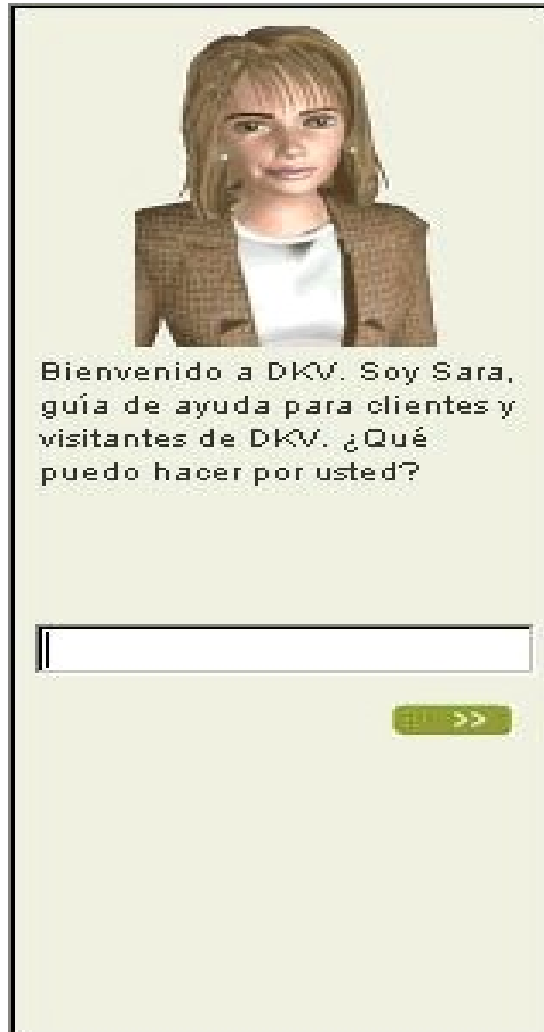 Bienvenido a DKV. Soy Sara,
guía de ayuda para clientes y
visitantes de DKV. ¿Qué
puedo hacer por usted?
>>